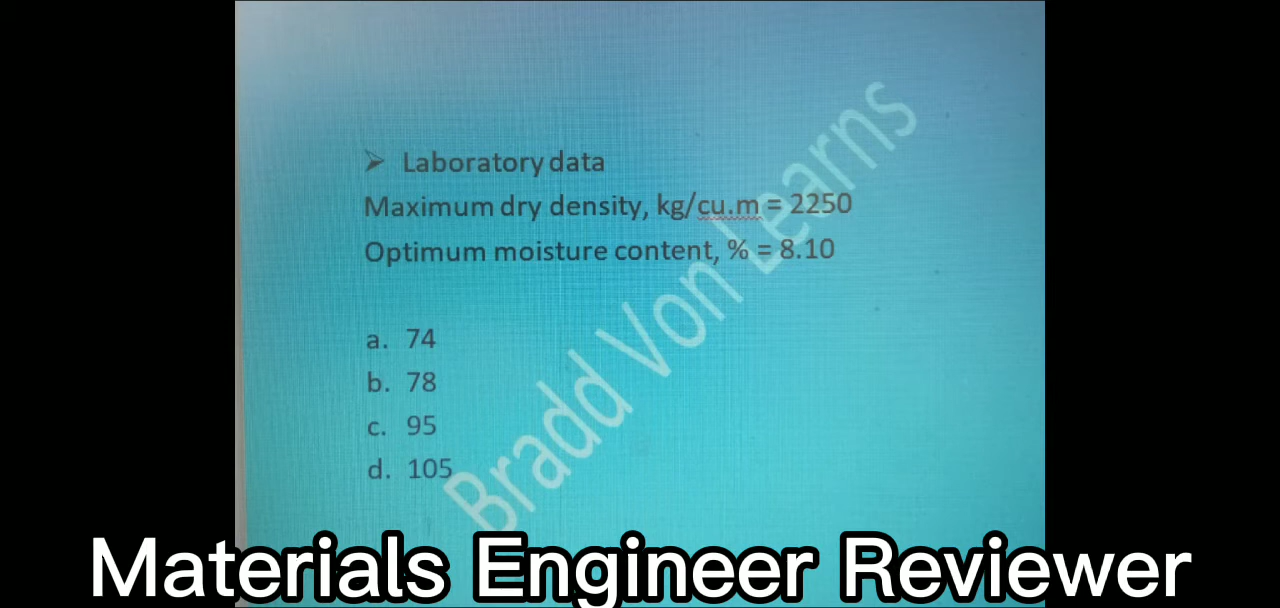 ➢ Laboratory data
Maximum dry density, kg/cu.m = 2250
Optimum moisture content, % = 8.10
a. 74
b. 78
c. 95
d. 105
Bradd Von Learns
Materials Engineer Reviewer